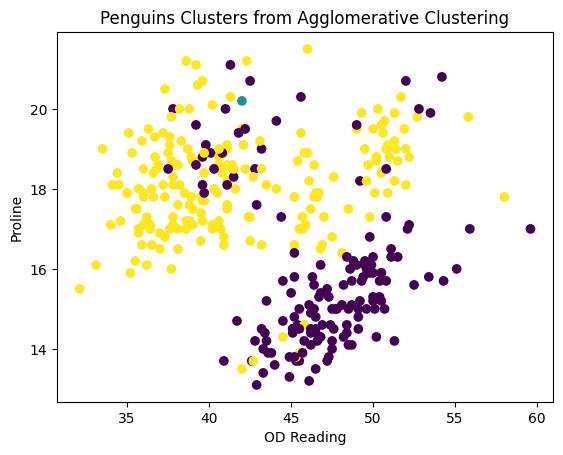 Penguins Clusters from Agglomerative Clustering
20
18
16
14
Proline
35 40 45 50 55 60
OD Reading